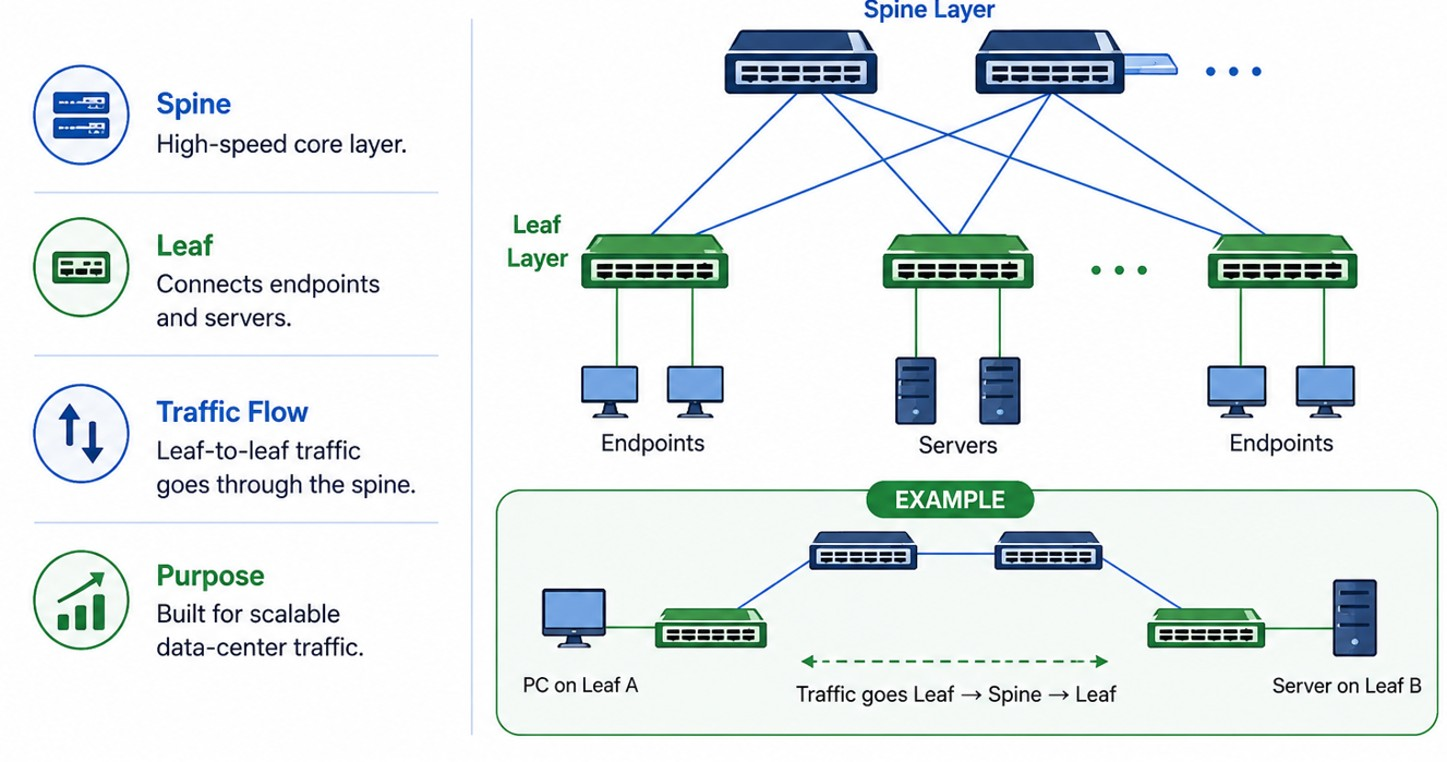 Spine
High-speed core layer.
Leaf
Connects endpoints
and servers.
Traffic Flow
Leaf-to-leaf traffic
goes through the spine.
Purpose
Built for scalable
data-center traffic.
Spine Layer
Leaf
Layer
Endpoints
Servers
Endpoints
EXAMPLE
PC on Leaf A
Traffic goes Leaf → Spine → Leaf
Server on Leaf B